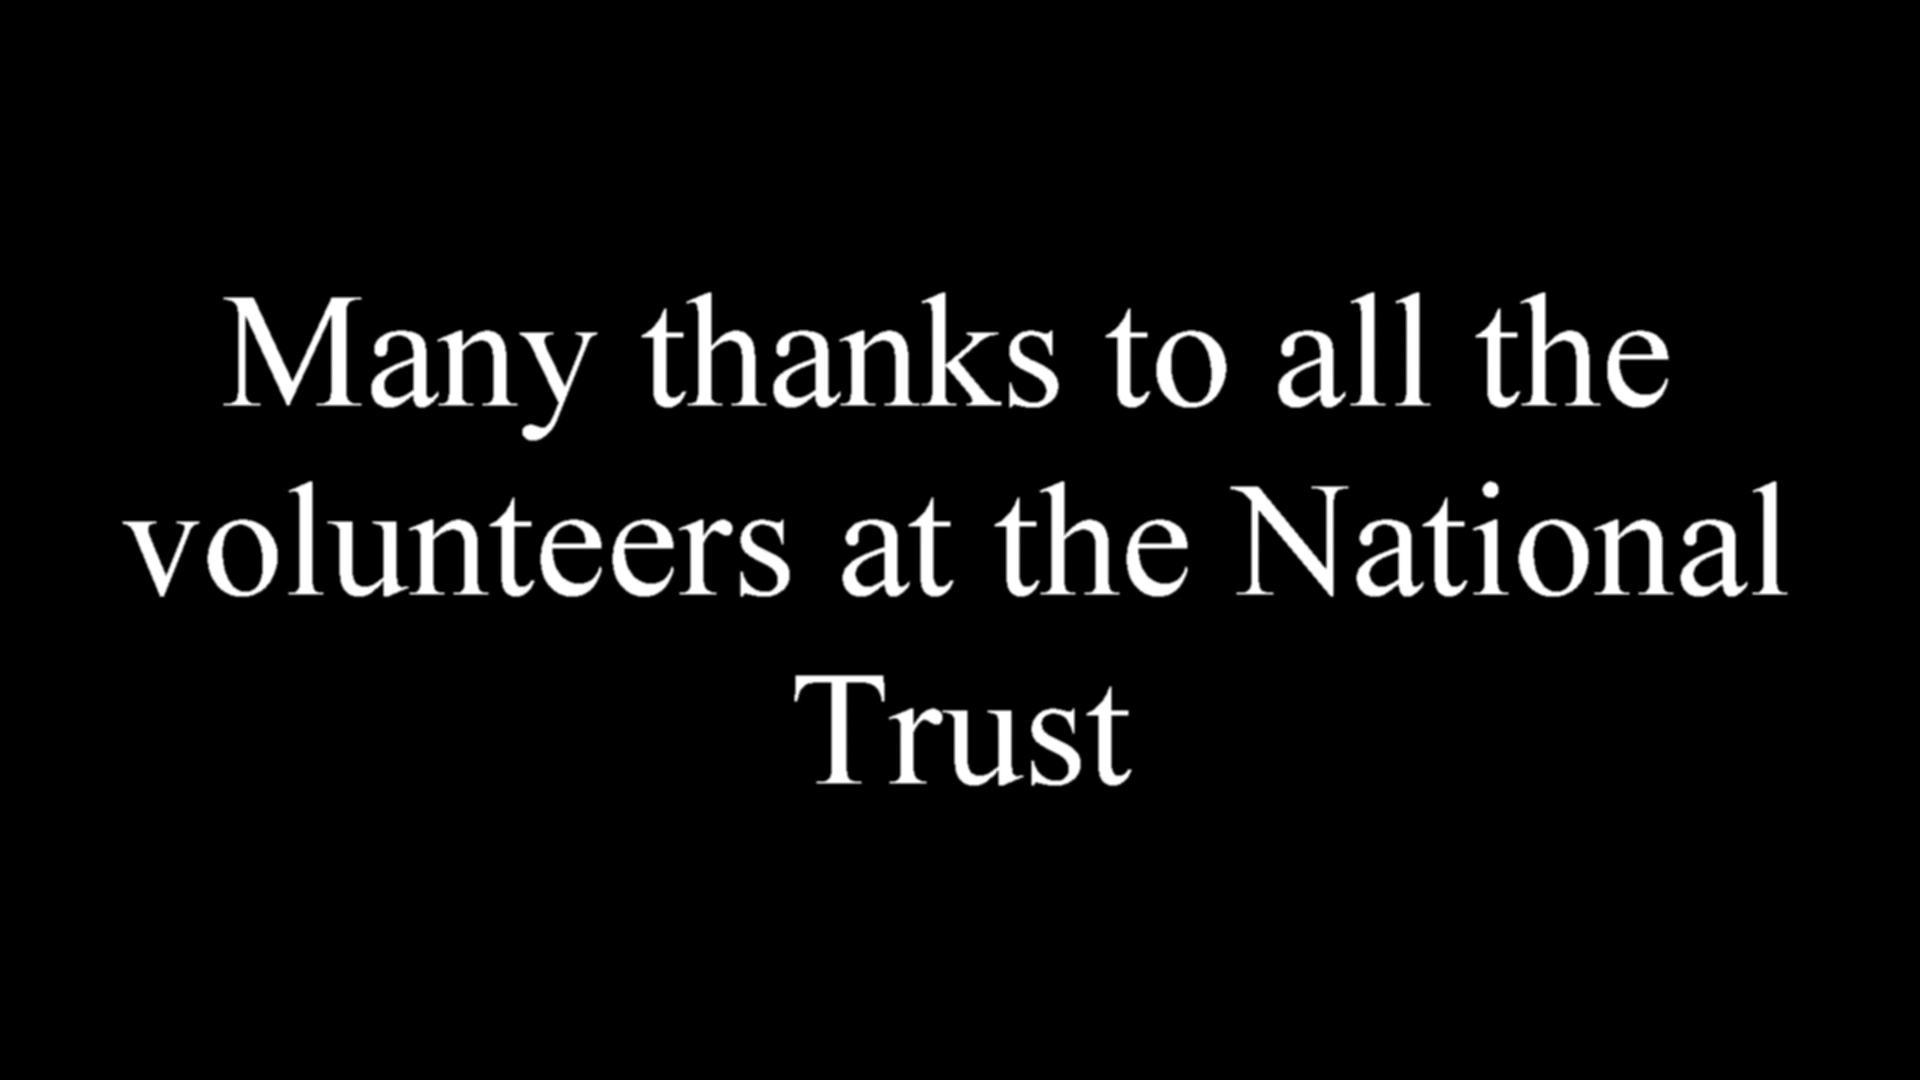 Many thanks to all the
volunteers at the National
Trust